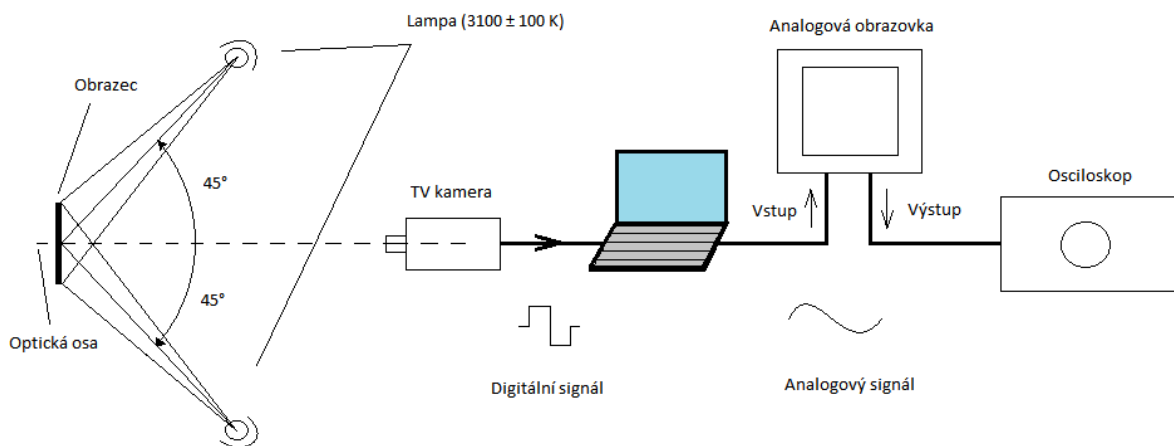 Lampa (3100 ± 100 K)
Analogová obrazovka
Obrazec
45°
TV kamera
Osciloskop
Vstup
Výstup
45°
Optická osa
Digitální signál
Analogový signál